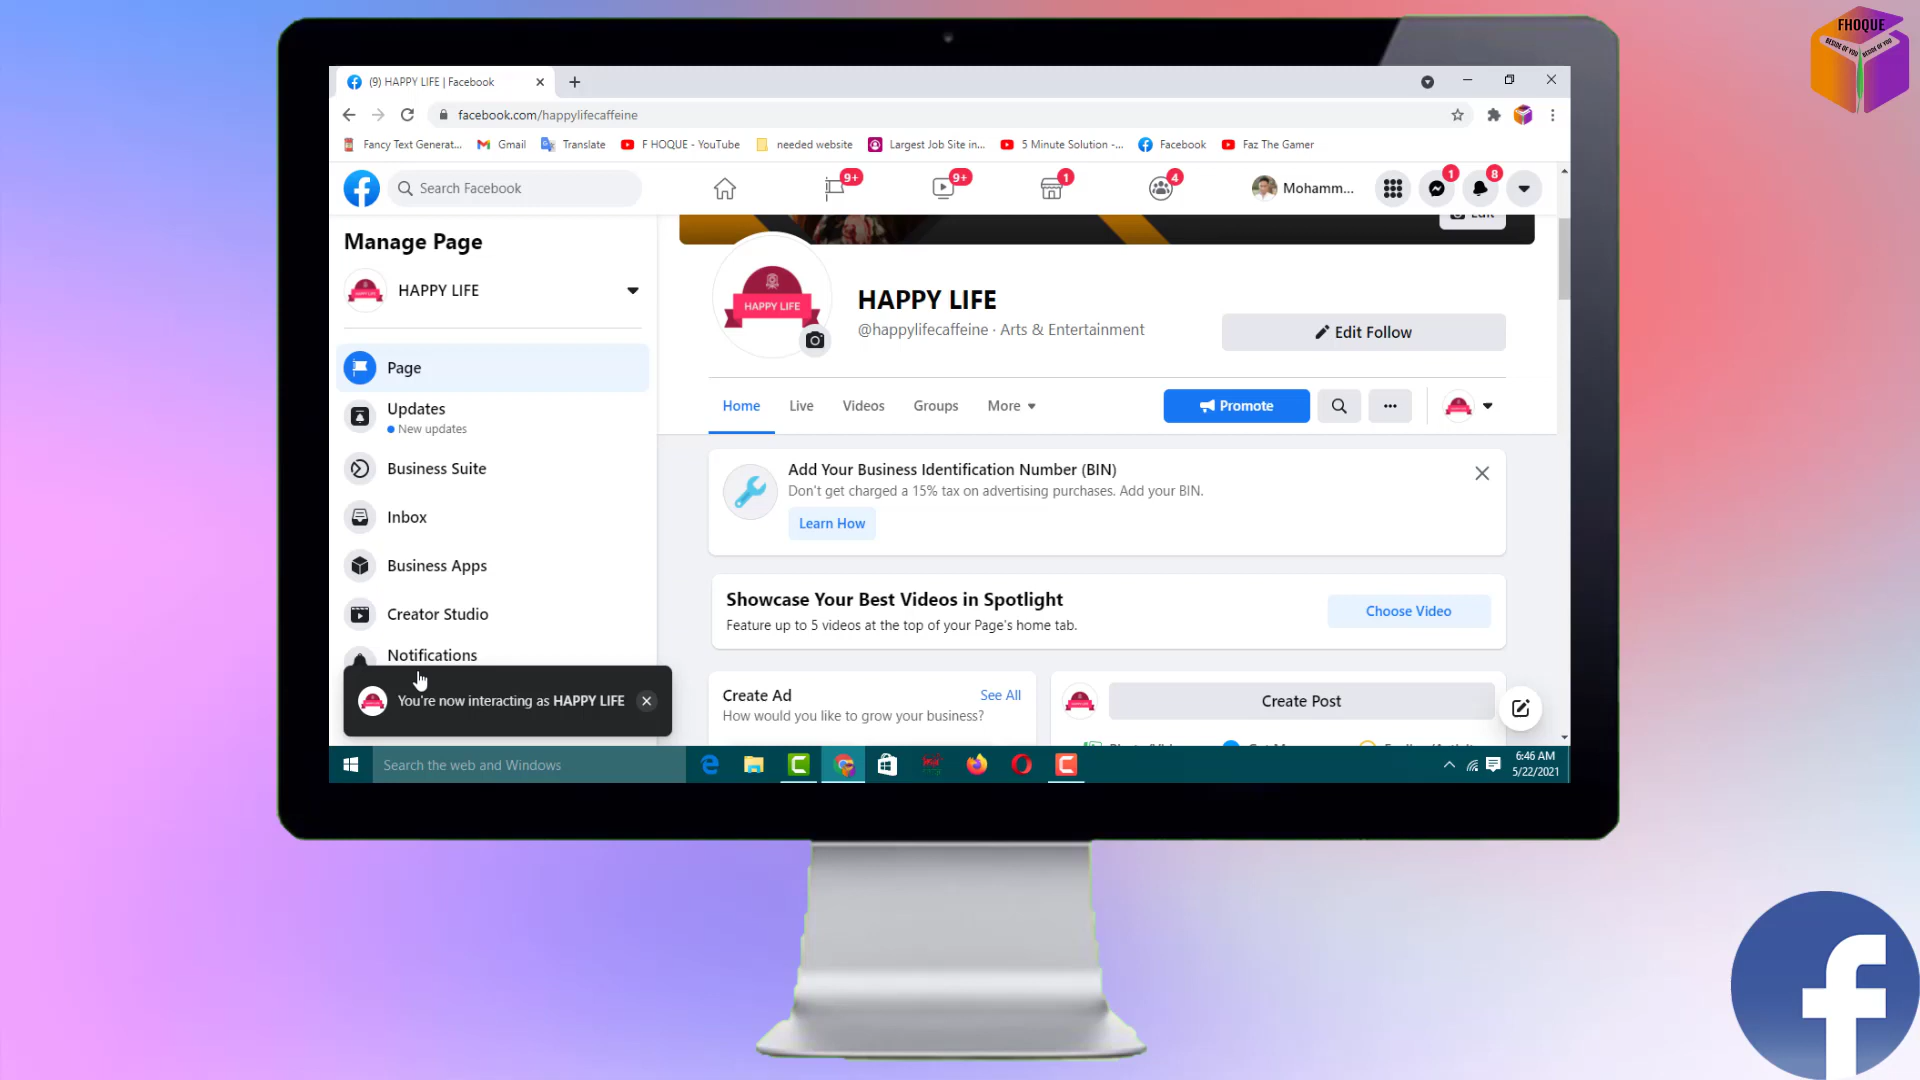 FHOQUE
BESIDE OF YOU BESIDE OF YOU
(9) HAPPY LIFE | Facebook
facebook.com/happylifecaffeine
Fancy Text Generat... Gmail Translate F HOQUE - YouTube needed website Largest Job Site in... 5 Minute Solution -... Facebook Faz The Gamer
Search Facebook
9+ 9+ 1 4
Mohamm...
1 8
Manage Page
HAPPY LIFE
Page
Updates
New updates
Business Suite
Inbox
Business Apps
Creator Studio
Notifications
You're now interacting as HAPPY LIFE
Edit
HAPPY LIFE
HAPPY LIFE
@happylifecaffeine · Arts & Entertainment
Edit Follow
Home Live Videos Groups More
Promote
Add Your Business Identification Number (BIN)
Don't get charged a 15% tax on advertising purchases. Add your BIN.
Learn How
Showcase Your Best Videos in Spotlight
Feature up to 5 videos at the top of your Page's home tab.
Choose Video
Create Ad See All
How would you like to grow your business?
Create Post
Search the web and Windows
6:46 AM
5/22/2021